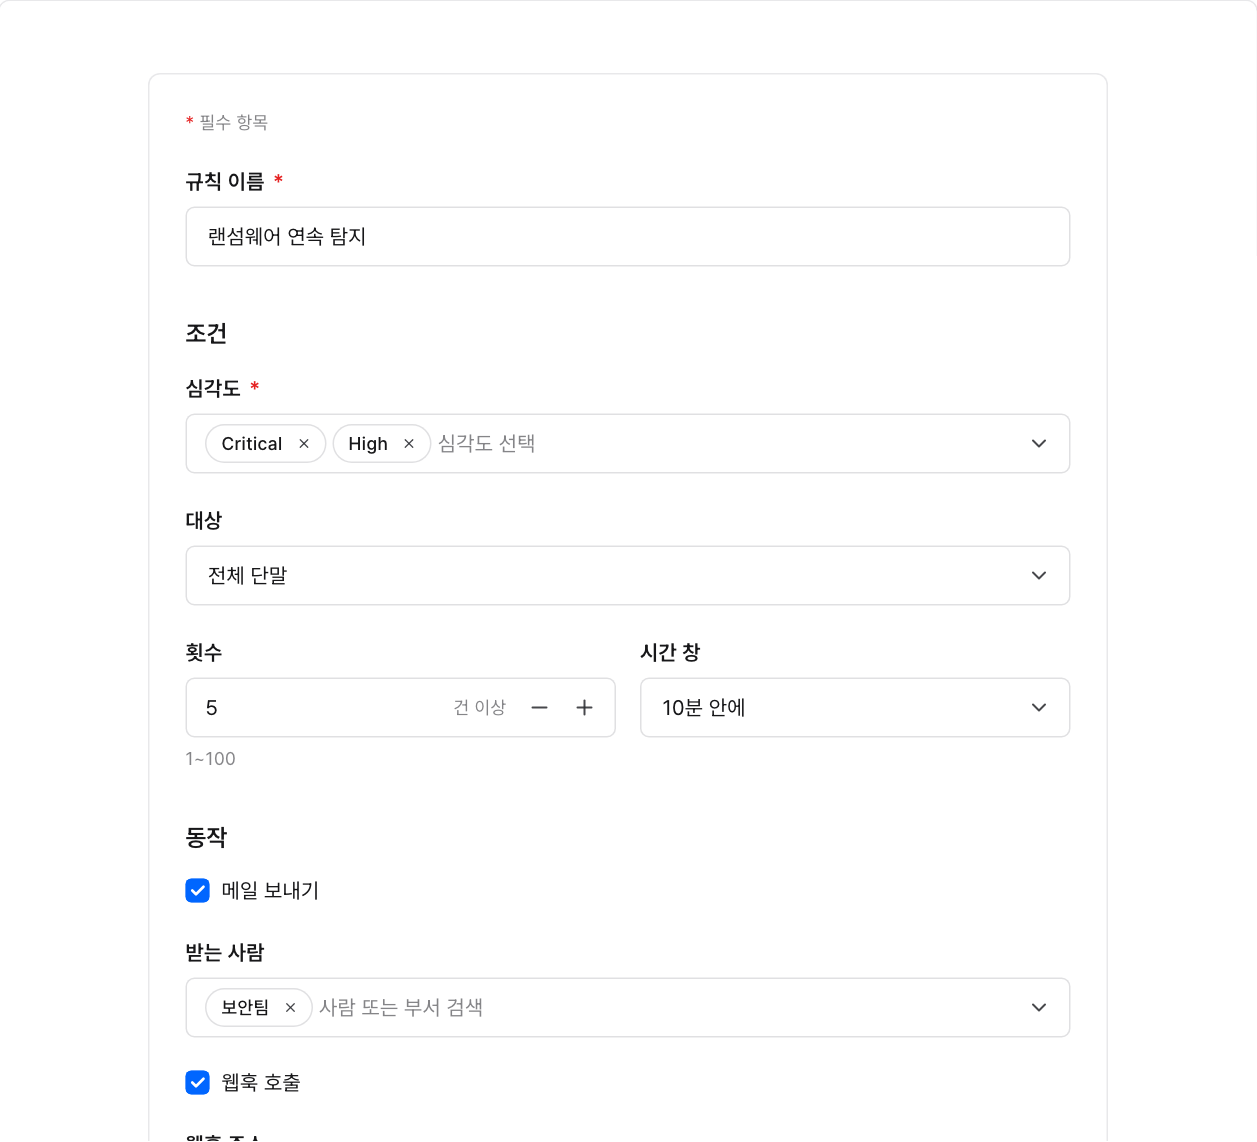 * 필수 항목
규칙 이름 *
랜섬웨어 연속 탐지
조건
심각도 *
Critical × High × 심각도 선택
대상
전체 단말
횟수 시간 창
5 건 이상 − + 10분 안에
1~100
동작
메일 보내기
받는 사람
보안팀 × 사람 또는 부서 검색
웹훅 호출